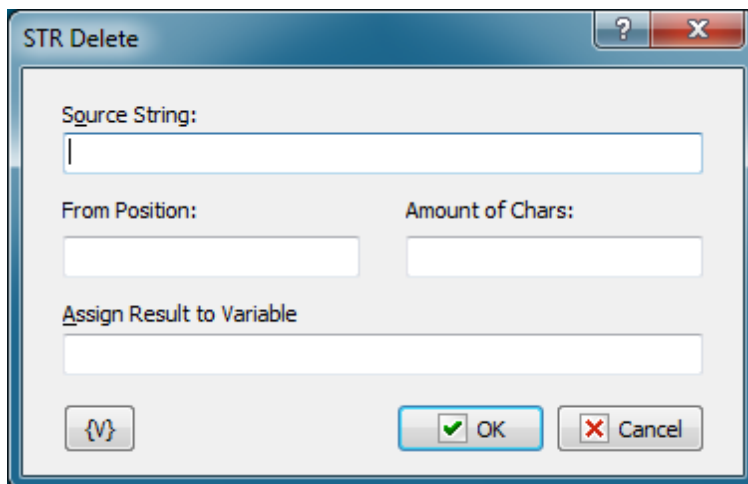 STR Delete
?
Source String:
From Position: Amount of Chars:
Assign Result to Variable
{V} OK Cancel